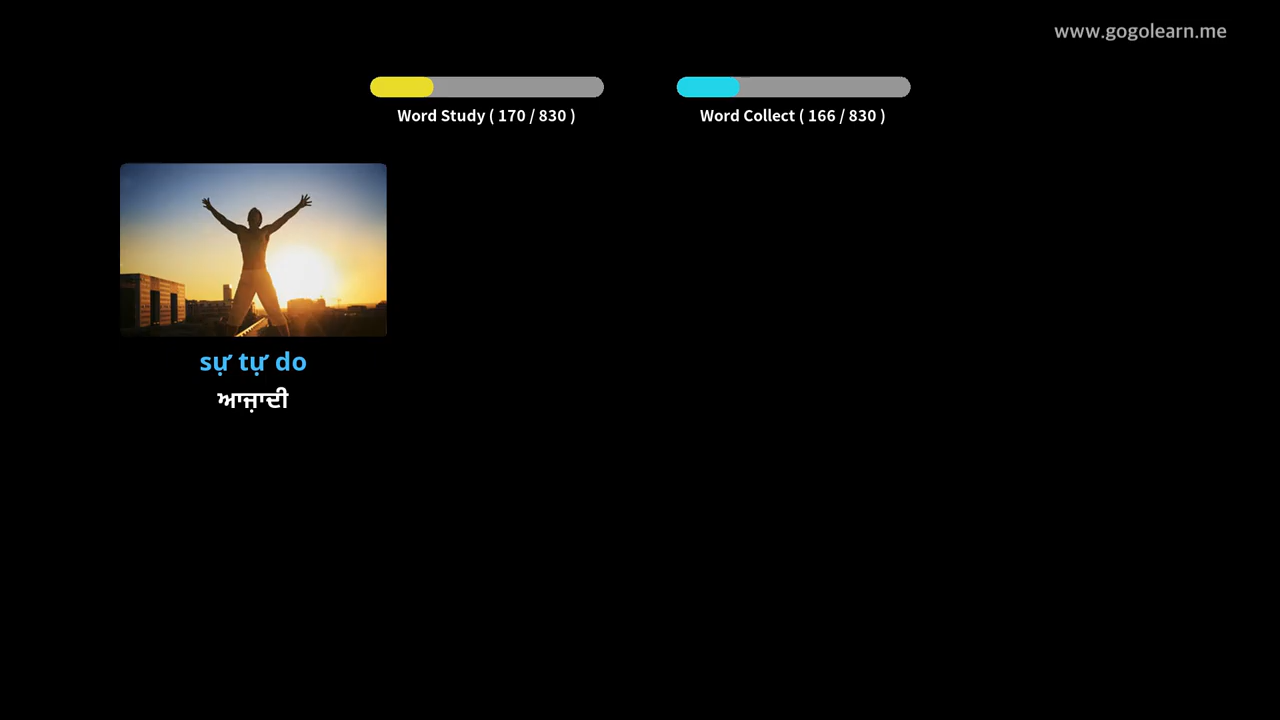 www.gogolearn.me
Word Study ( 170 / 830 )
Word Collect ( 166 / 830 )
sự tự do
ਆਜ਼ਾਦੀ